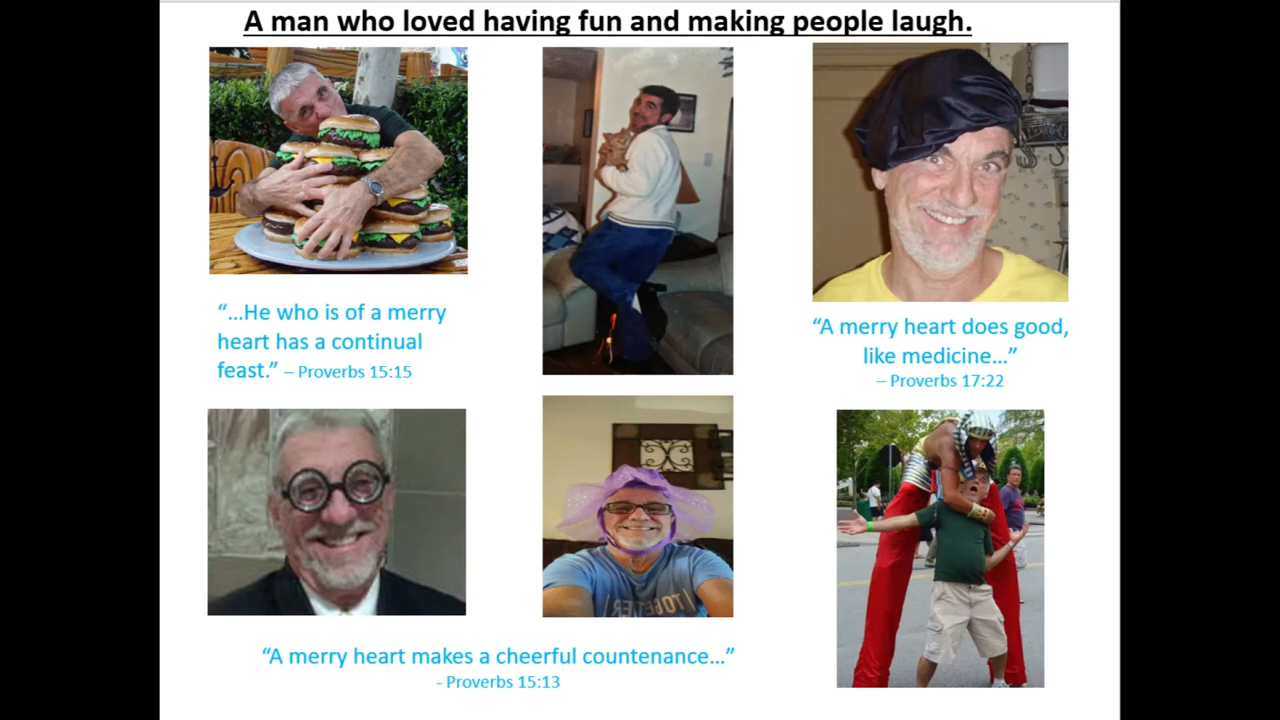 A man who loved having fun and making people laugh.
“...He who is of a merry
heart has a continual
feast.” – Proverbs 15:15
“A merry heart does good,
like medicine...”
– Proverbs 17:22
TOGETHER
“A merry heart makes a cheerful countenance...”
- Proverbs 15:13